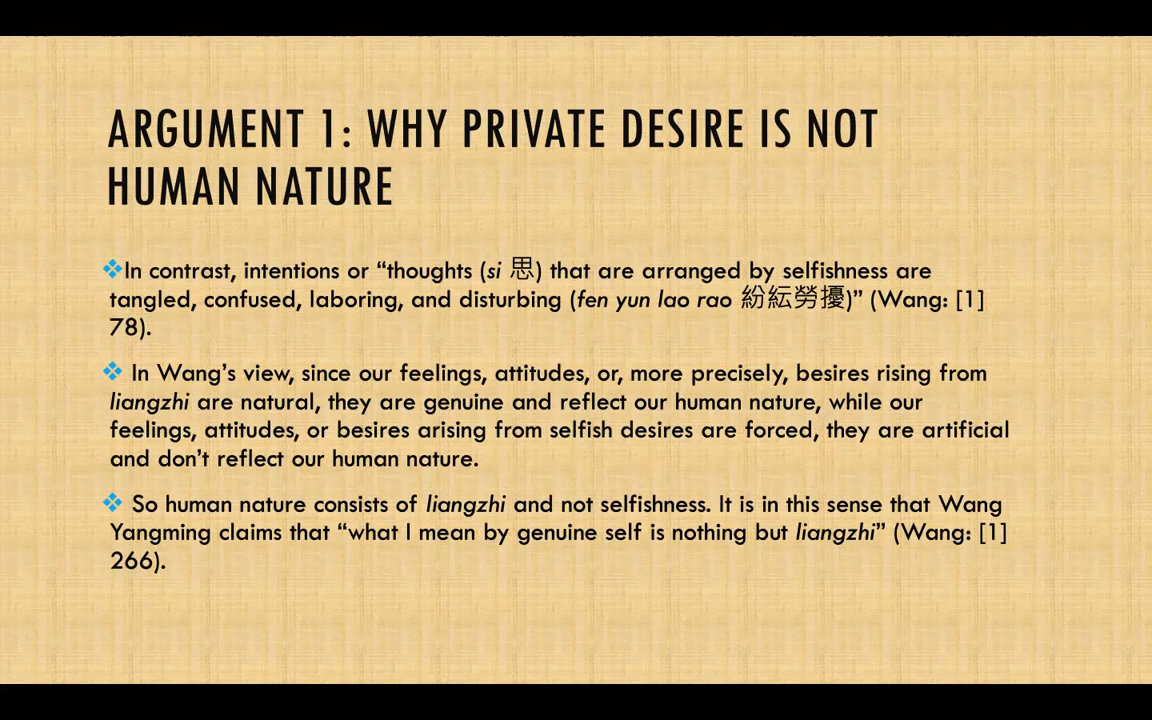 ARGUMENT 1: WHY PRIVATE DESIRE IS NOT
HUMAN NATURE
❖In contrast, intentions or “thoughts (si 思) that are arranged by selfishness are
tangled, confused, laboring, and disturbing (fen yun lao rao 紛紜勞擾)” (Wang: [1]
78).
❖ In Wang’s view, since our feelings, attitudes, or, more precisely, besires rising from
liangzhi are natural, they are genuine and reflect our human nature, while our
feelings, attitudes, or besires arising from selfish desires are forced, they are artificial
and don’t reflect our human nature.
❖ So human nature consists of liangzhi and not selfishness. It is in this sense that Wang
Yangming claims that “what I mean by genuine self is nothing but liangzhi” (Wang: [1]
266).